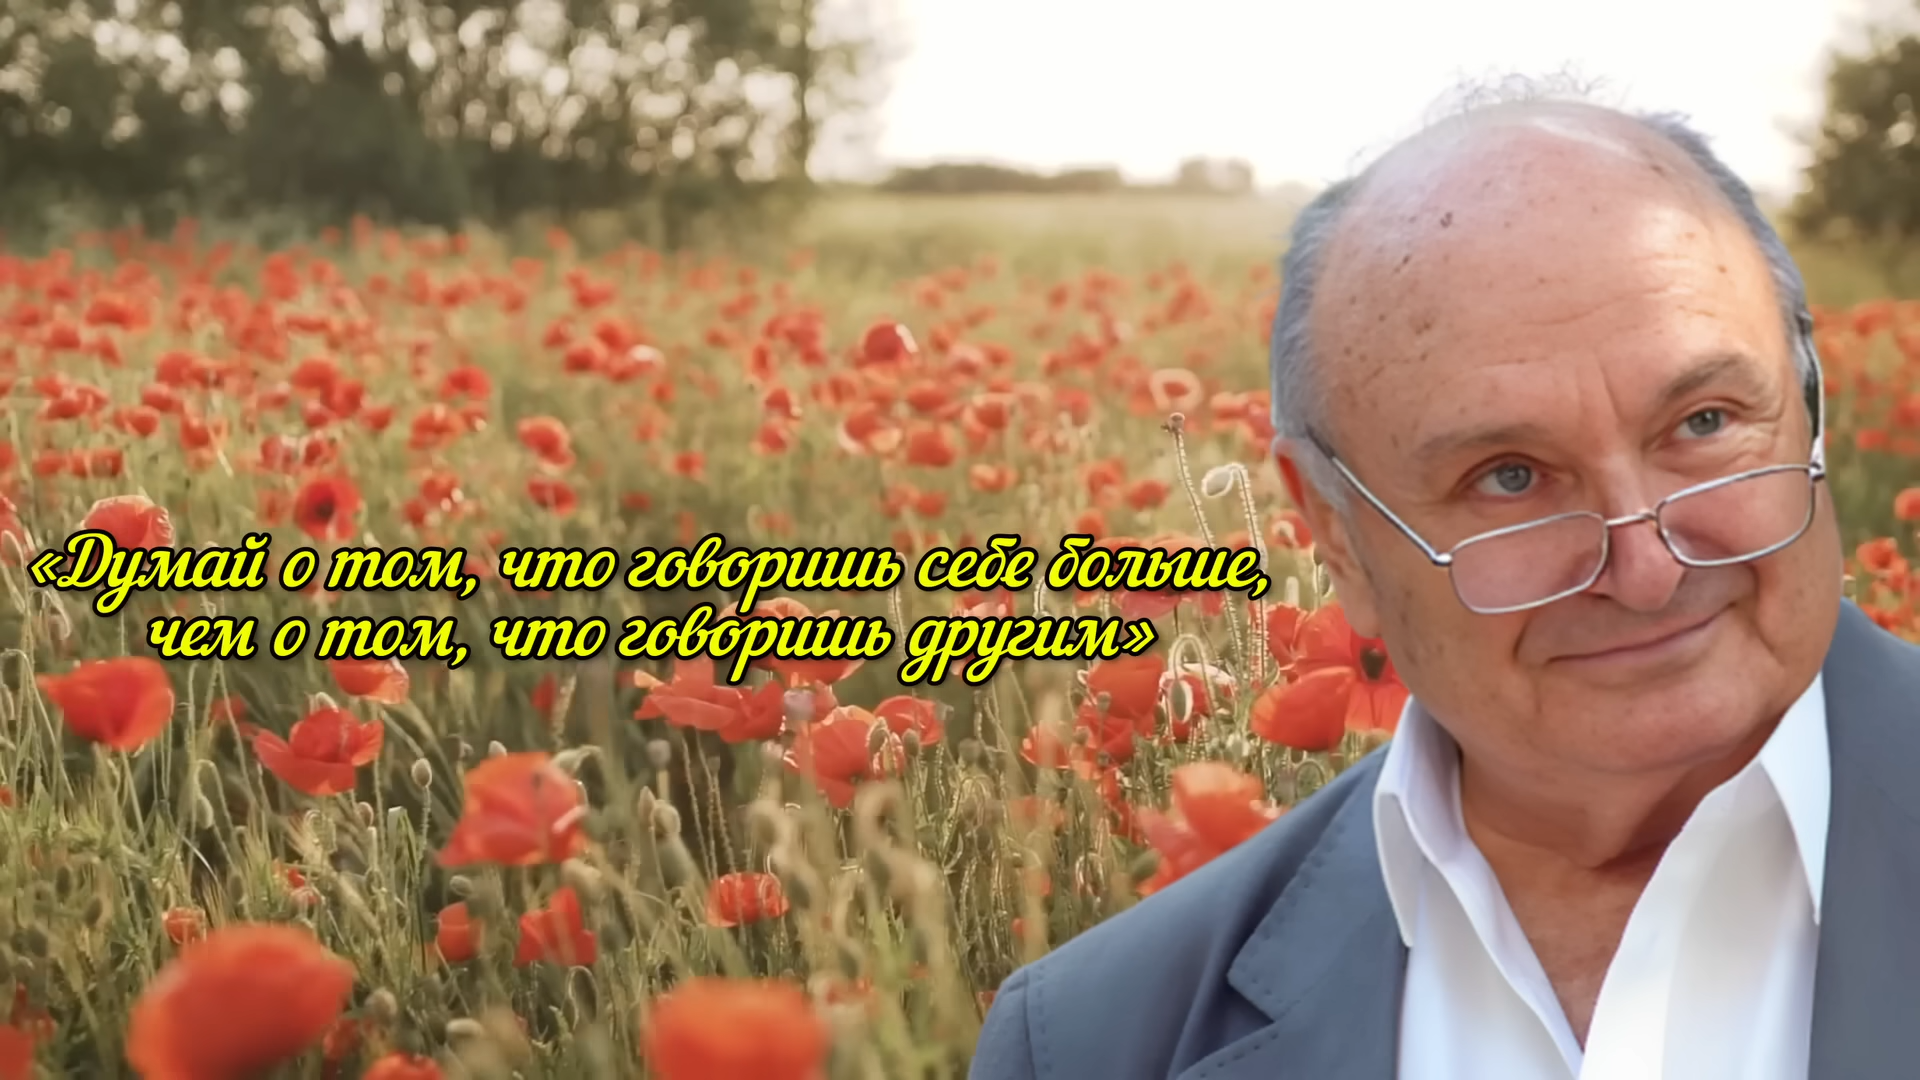 «Думай о том, что говоришь себе больше,
чем о том, что говоришь другим»